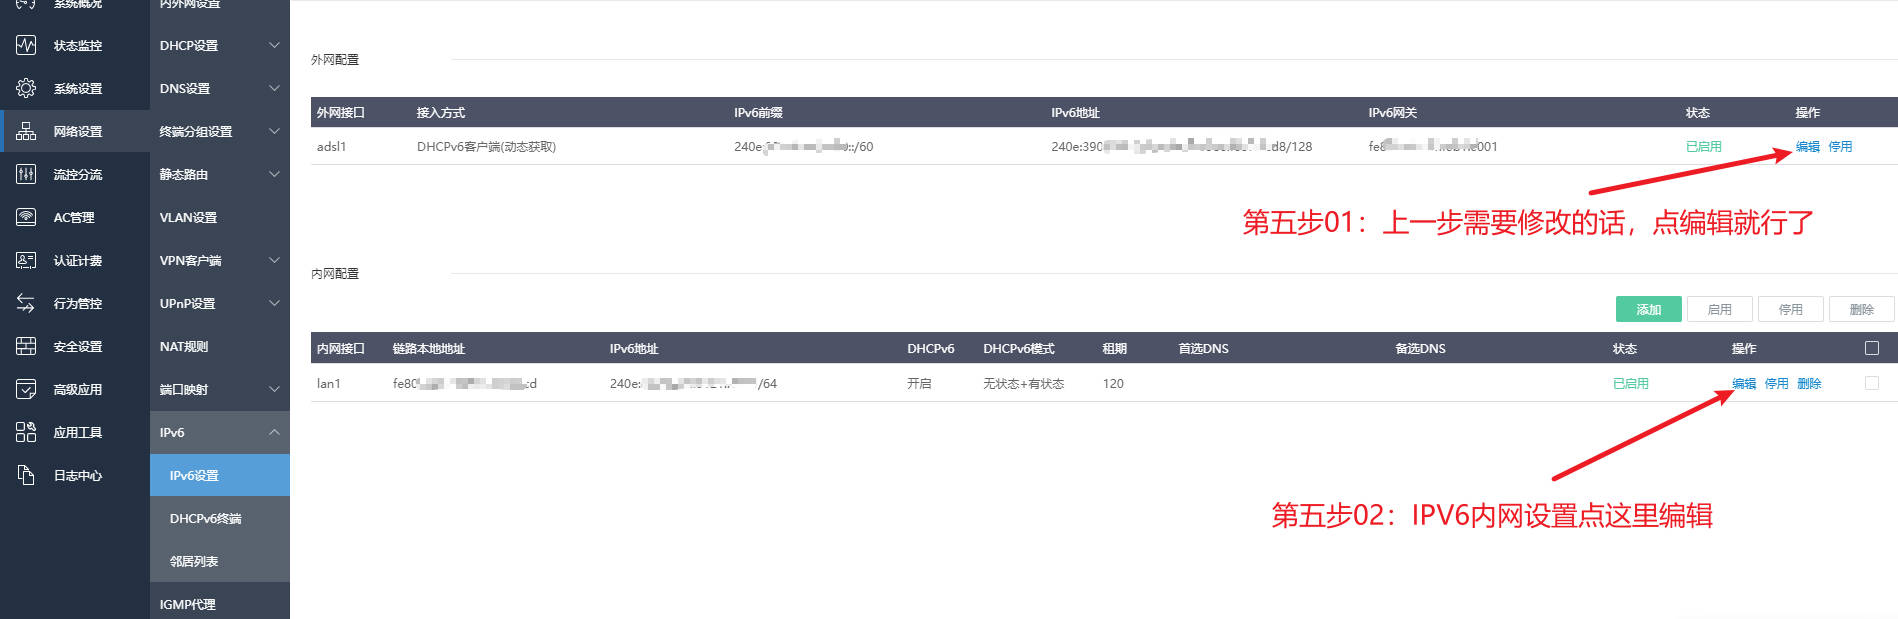 系统概况
状态监控
系统设置
网络设置
流控分流
AC管理
认证计费
行为管控
安全设置
高级应用
应用工具
日志中心
内外网设置
DHCP设置
DNS设置
终端分组设置
静态路由
VLAN设置
VPN客户端
UPnP设置
NAT规则
端口映射
IPv6
IPv6设置
DHCPv6终端
邻居列表
IGMP代理
外网配置
外网接口 接入方式 IPv6前缀 IPv6地址 IPv6网关 状态 操作
adsl1 DHCPv6客户端(动态获取) 240e: ::/60 240e:390 d8/128 fe8 e001 已启用 编辑 停用
第五步01：上一步需要修改的话，点编辑就行了
内网配置
添加 启用 停用 删除
内网接口 链路本地地址 IPv6地址 DHCPv6 DHCPv6模式 租期 首选DNS 备选DNS 状态 操作
lan1 fe80 cd 240e: /64 开启 无状态+有状态 120 已启用 编辑 停用 删除
第五步02：IPV6内网设置点这里编辑